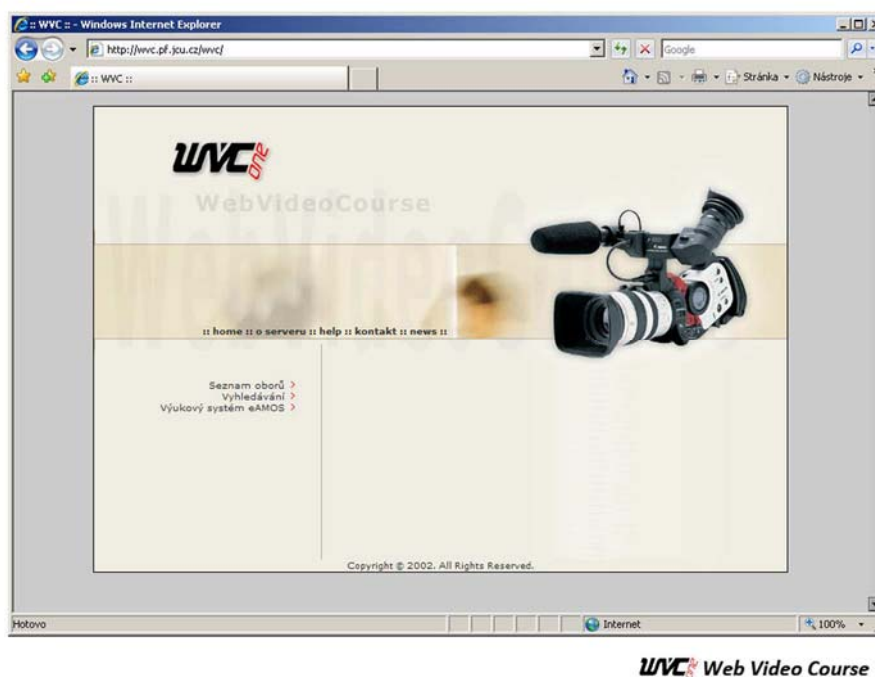 :: WVC :: - Windows Internet Explorer
http://wvc.pf.jcu.cz/wvc/
Google
:: WVC ::
Stránka
Nástroje
WVC one
WebVideoCourse
:: home :: o serveru :: help :: kontakt :: news ::
Seznam oborů >
Vyhledávání >
Výukový systém eAMOS >
Copyright © 2002. All Rights Reserved.
Hotovo
Internet
100%
WVC one Web Video Course